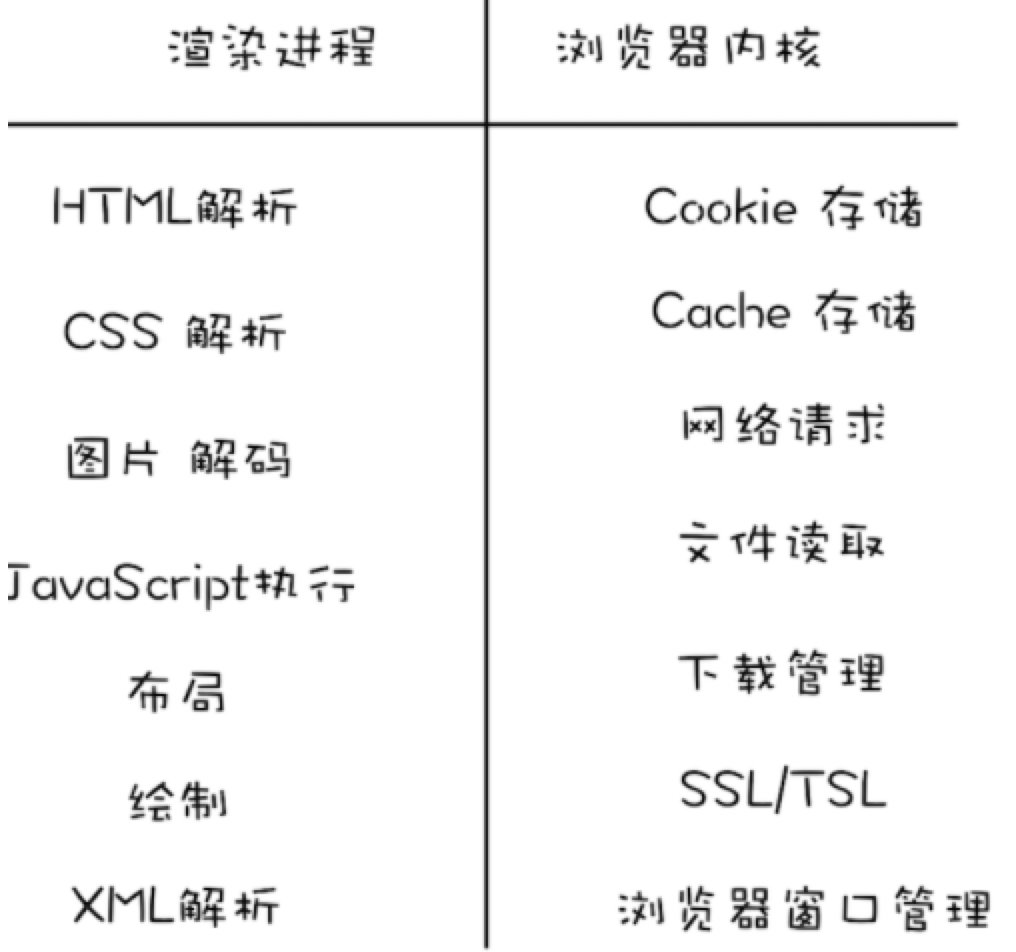 渲染进程 浏览器内核
HTML解析 Cookie 存储
CSS 解析 Cache 存储
图片 解码 网络请求
JavaScript执行 文件读取
布局 下载管理
绘制 SSL/TSL
XML解析 浏览器窗口管理